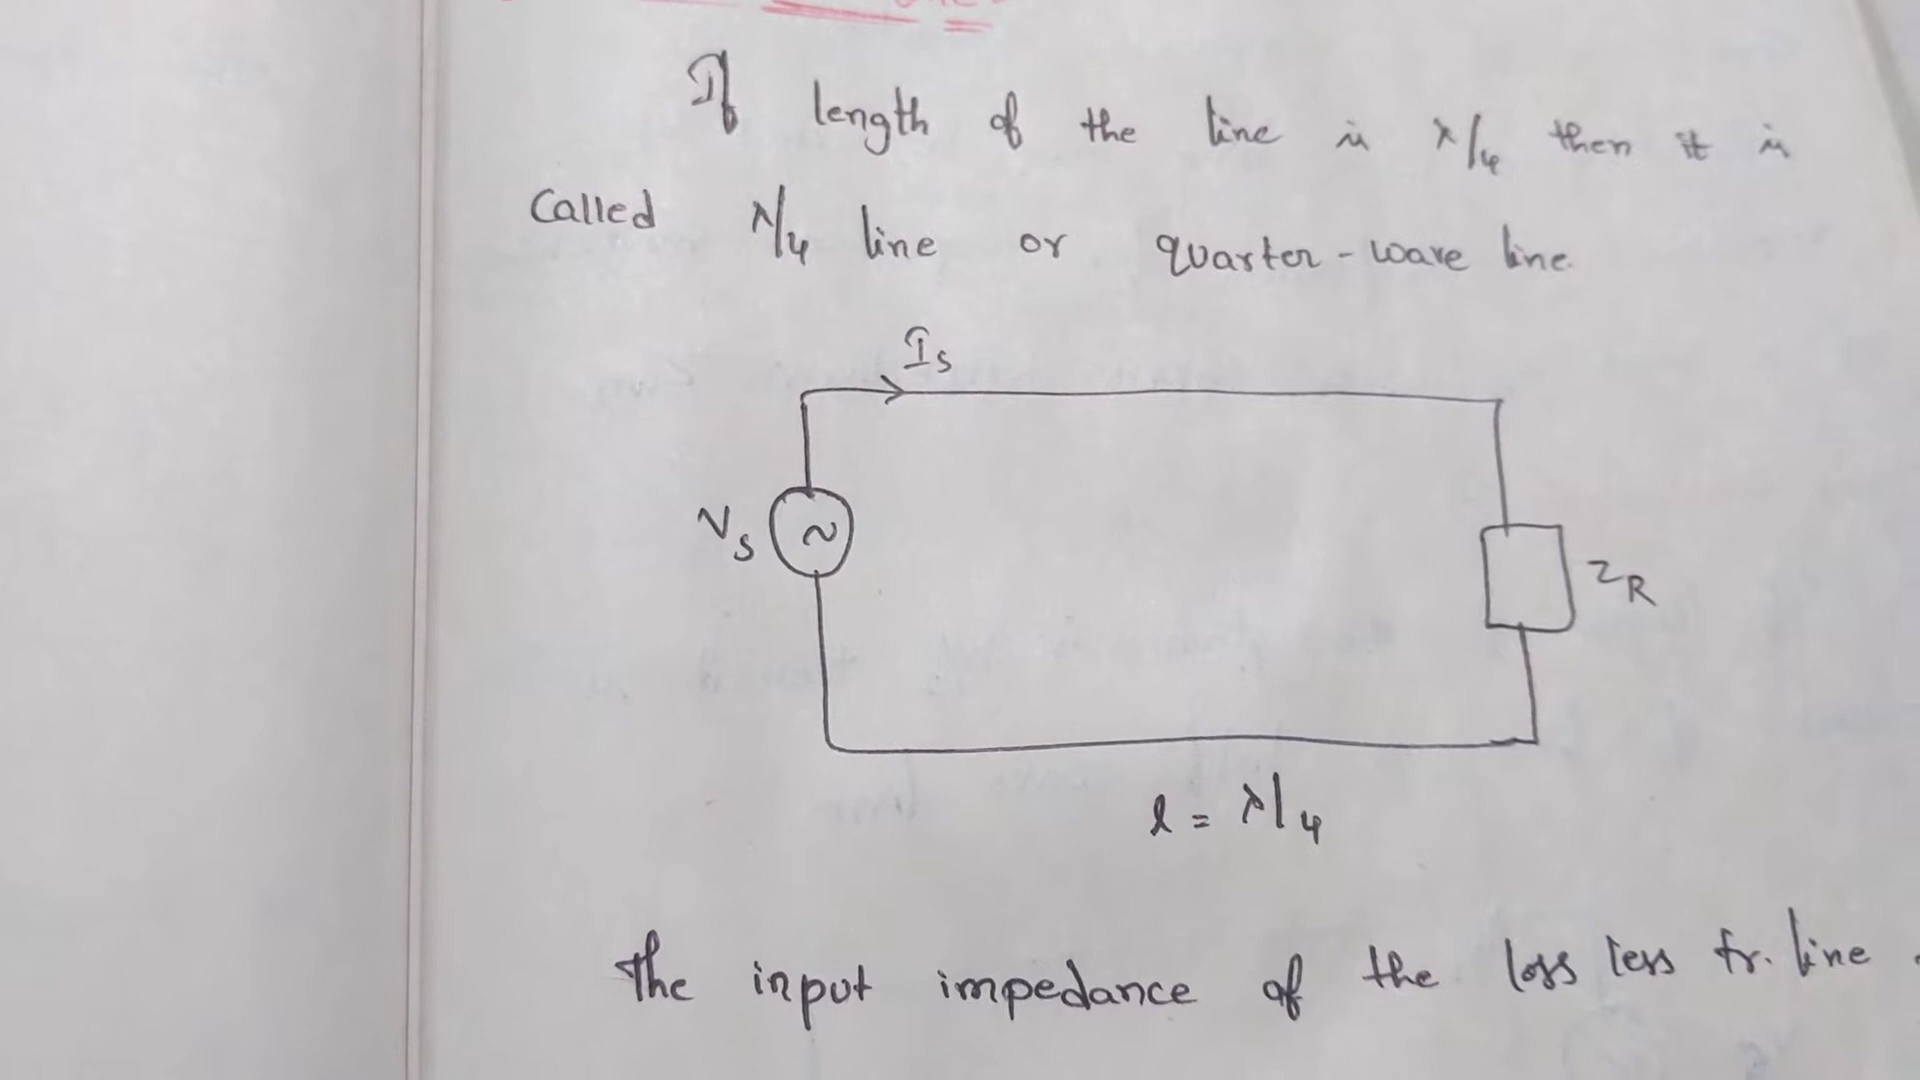 If length of the line is λ/4 then it is
Called λ/4 line or quarter-wave line.
Is
Vs
~
ZR
l = λ/4
The input impedance of the loss less tr. line